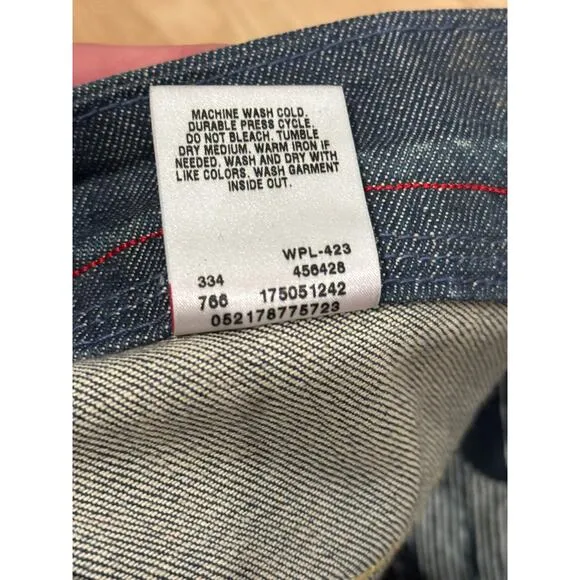 MACHINE WASH COLD.
DURABLE PRESS CYCLE.
DO NOT BLEACH. TUMBLE
DRY MEDIUM. WARM IRON IF
NEEDED. WASH AND DRY WITH
LIKE COLORS. WASH GARMENT
INSIDE OUT.
WPL-423
334 456426
766 175051242
052178775723